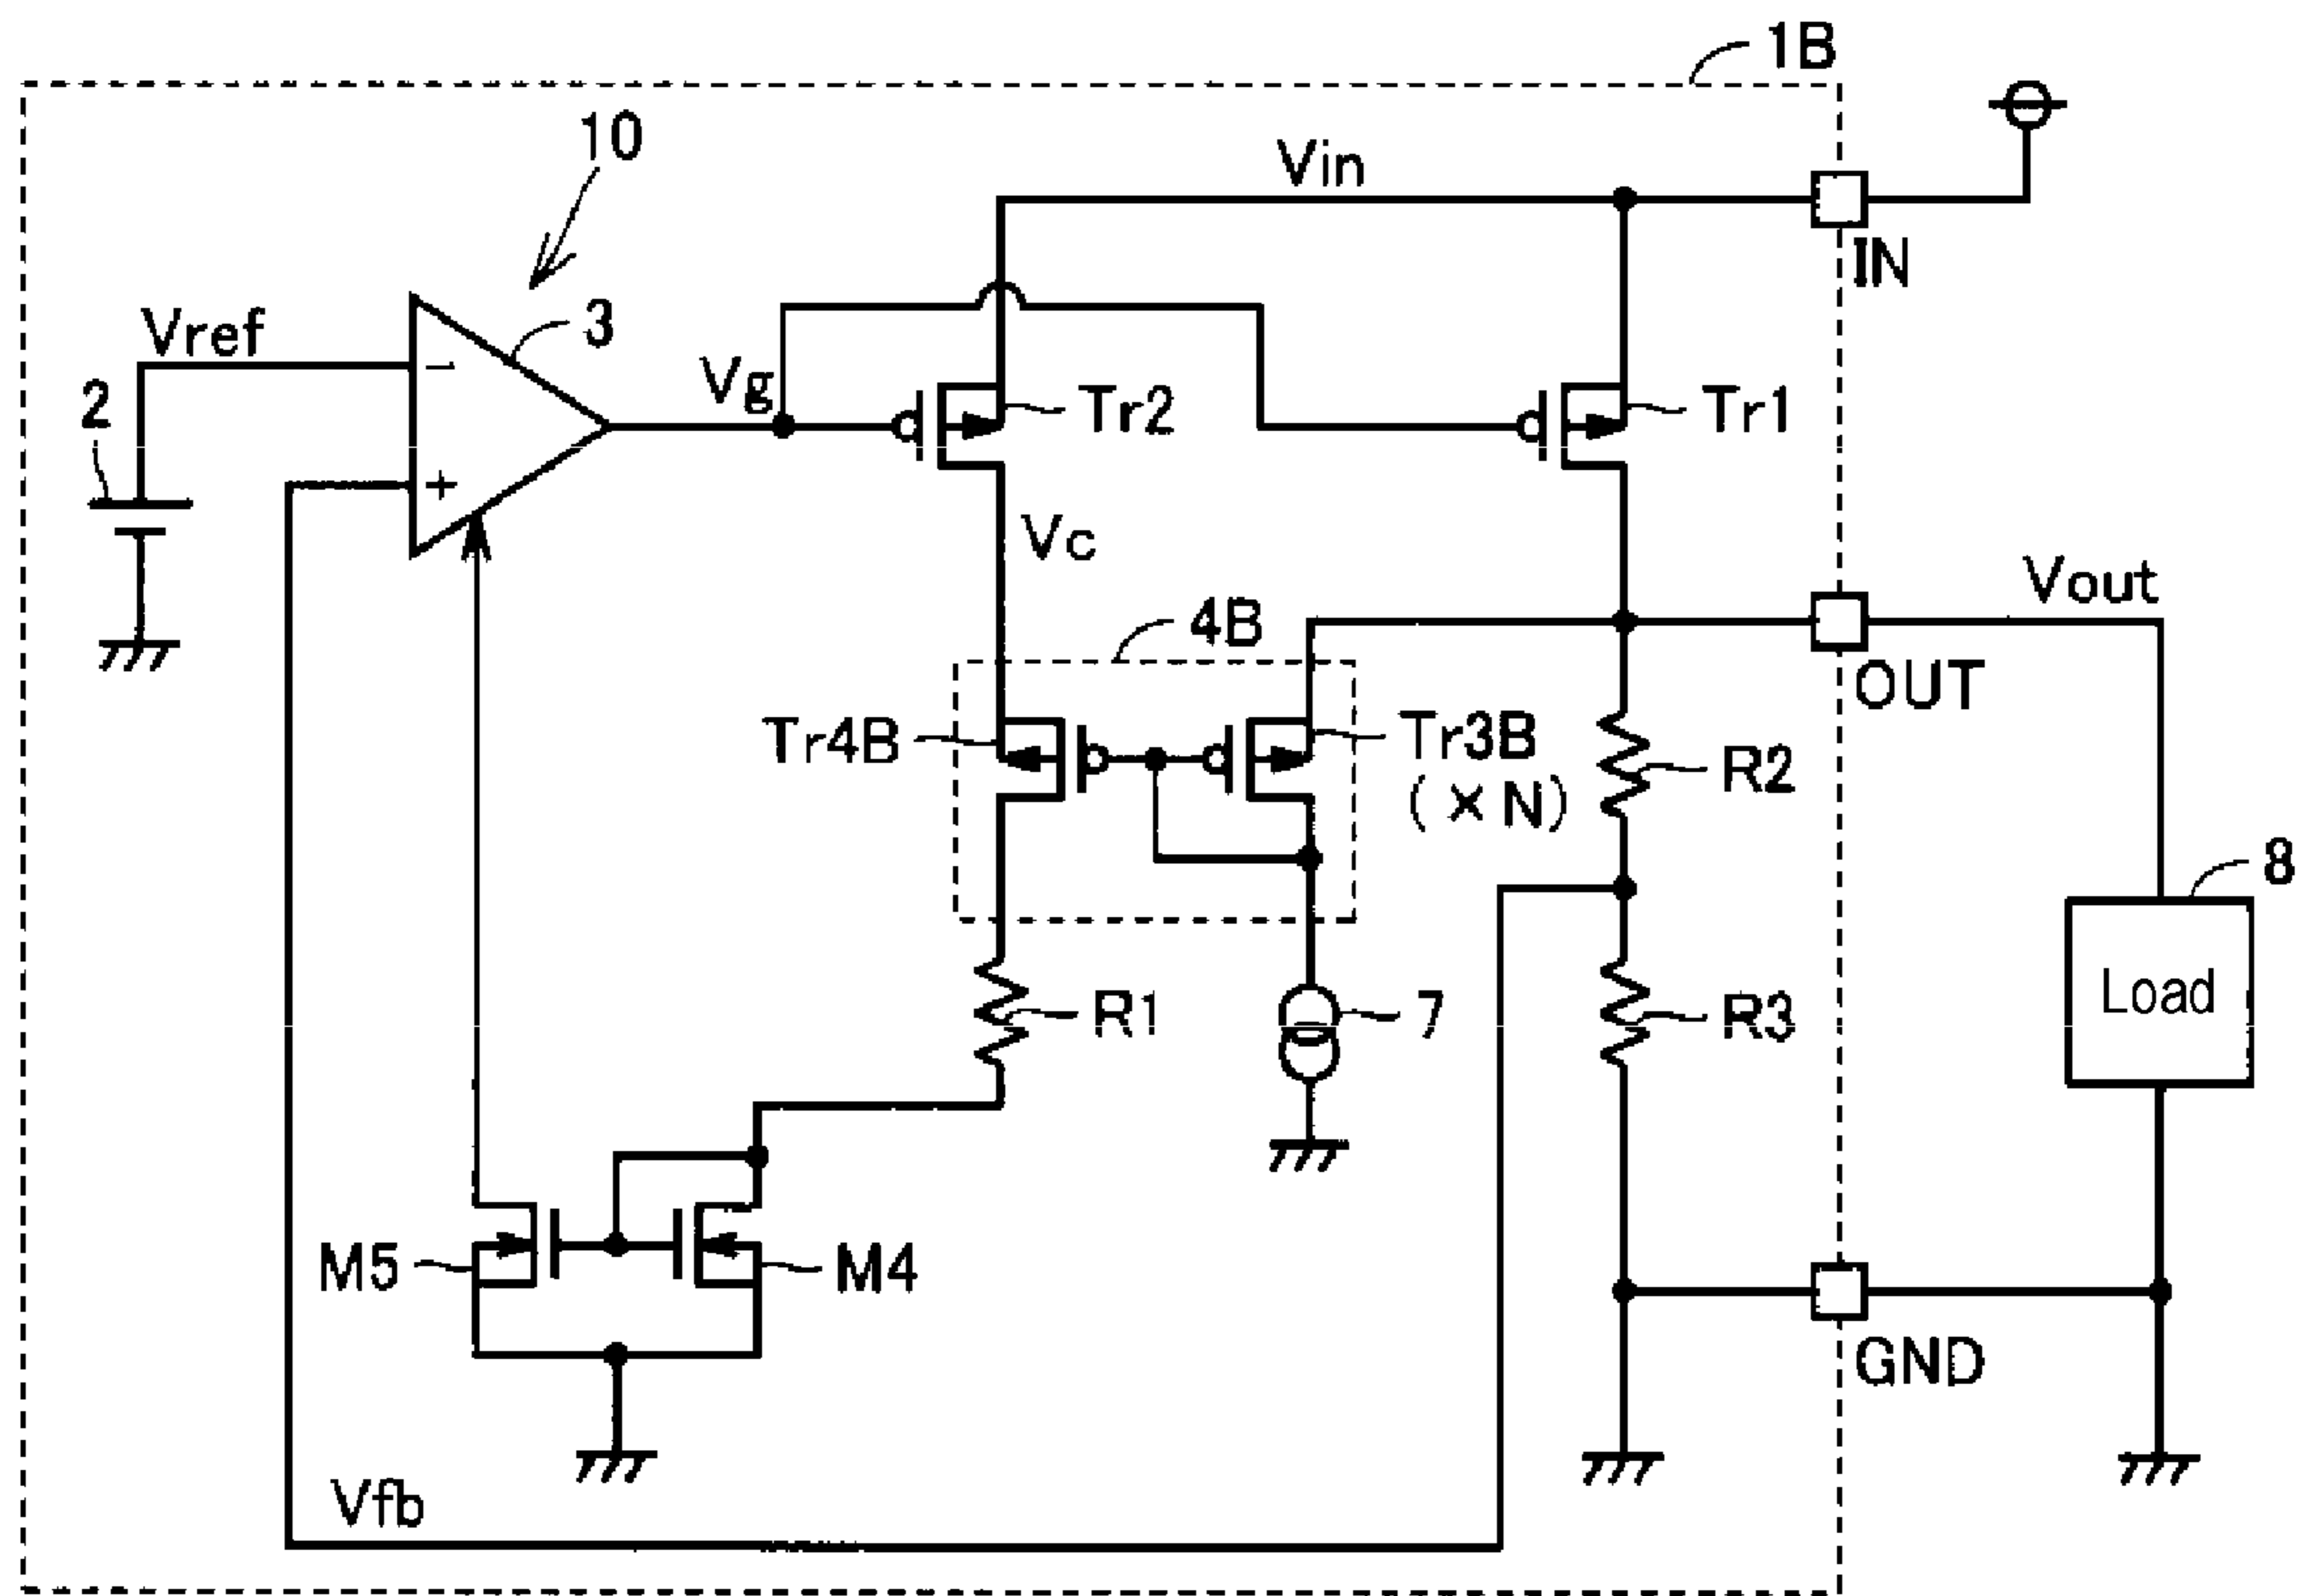 1B
10
Vin
IN
Vref
3
2
Vg
Tr2
Tr1
-
+
Vc
Vout
4B
OUT
Tr4B
Tr3B
(×N)
R2
8
Load
R1
7
R3
M5
M4
GND
Vfb